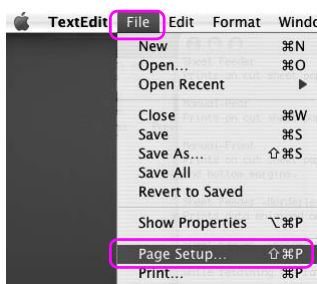 TextEdit File Edit Format Windo
New ⌘N
Open... ⌘O
Open Recent ▶
Close ⌘W
Save ⌘S
Save As... ⇧⌘S
Save All
Revert to Saved
Show Properties ⌥⌘P
Page Setup... ⇧⌘P
Print... ⌘P